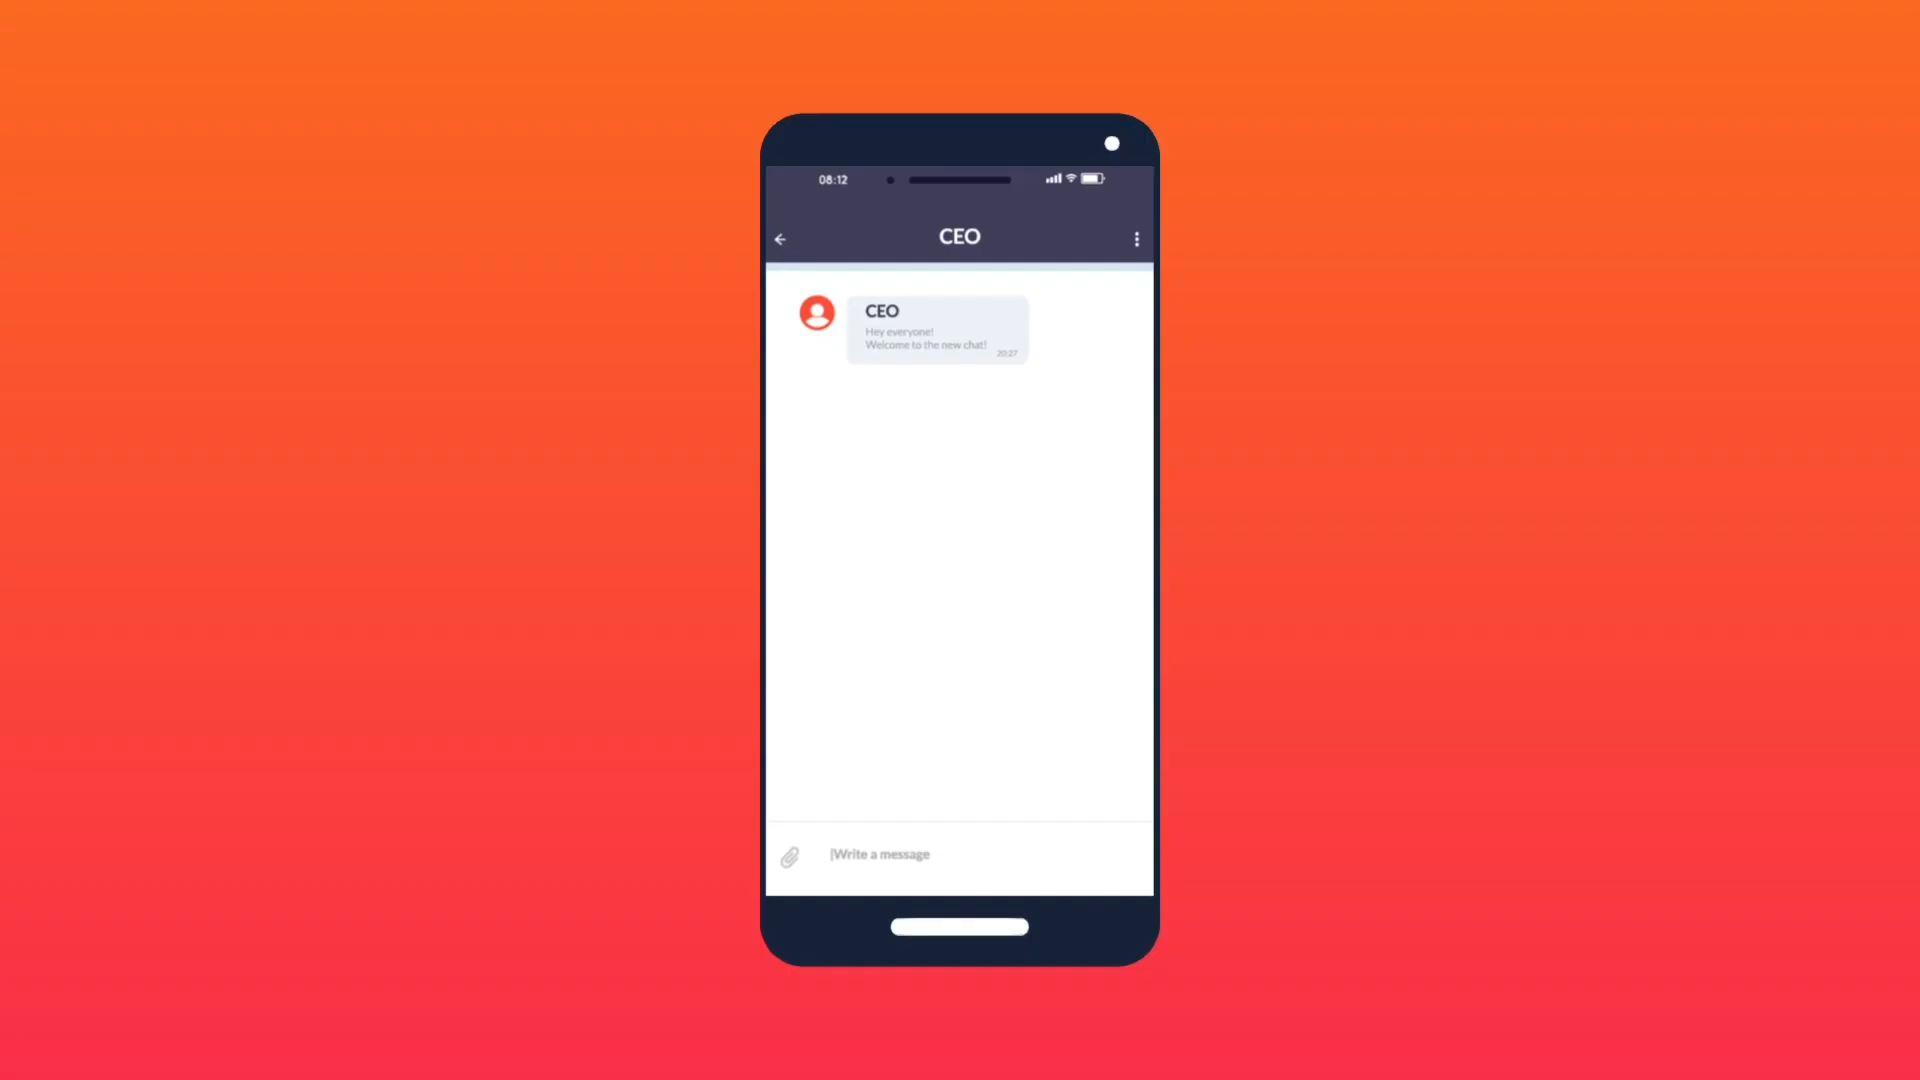 08:12
CEO
CEO
Hey everyone!
Welcome to the new chat!
20:27
Write a message